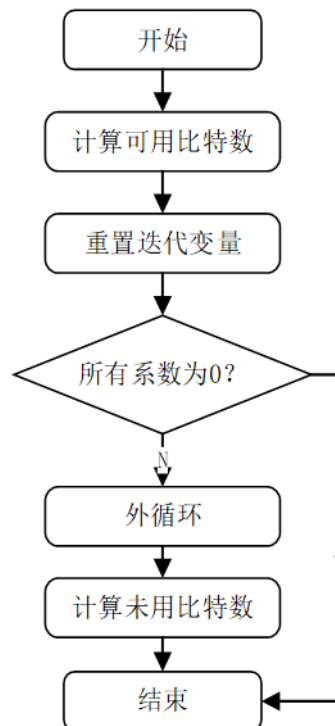 开始
计算可用比特数
重置迭代变量
所有系数为0?
N
外循环
计算未用比特数
结束